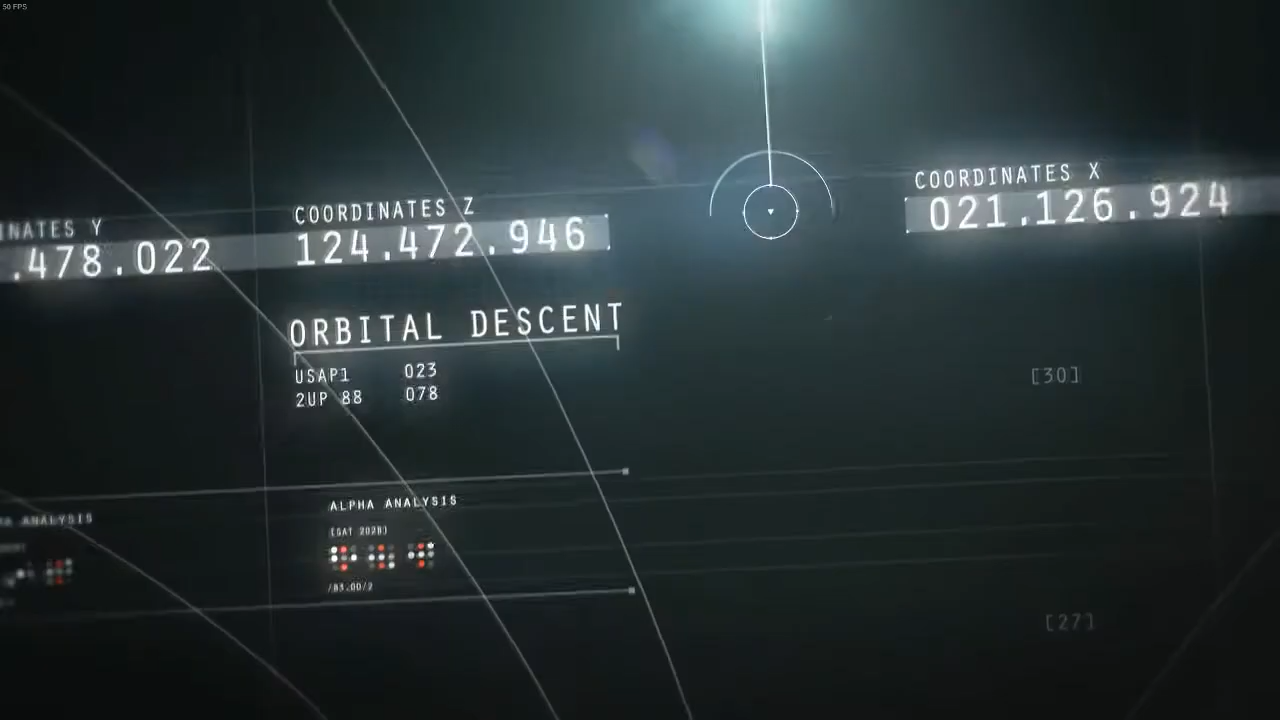 50 FPS
COORDINATES X
021.126.924
COORDINATES Z
124.472.946
INATES Y
.478.022
ORBITAL DESCENT
USAP1 023
2UP 88 078
[30]
ALPHA ANALYSIS
[SAT 202B]
/83.00/2
ANALYSIS
[27]